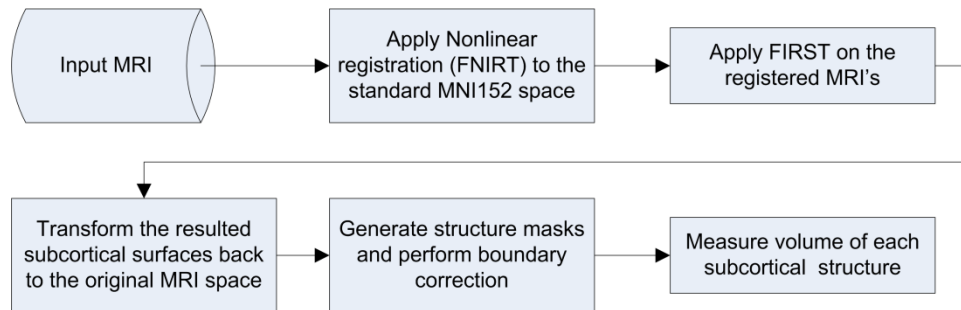 Input MRI
Apply Nonlinear
registration (FNIRT) to the
standard MNI152 space
Apply FIRST on the
registered MRI's
Transform the resulted
subcortical surfaces back
to the original MRI space
Generate structure masks
and perform boundary
correction
Measure volume of each
subcortical structure